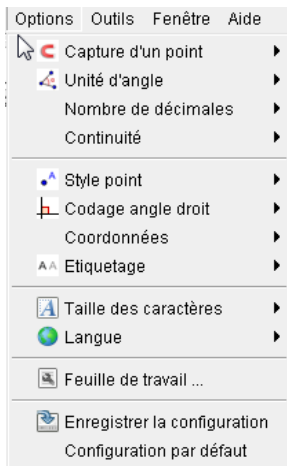 Options Outils Fenêtre Aide
Capture d'un point
Unité d'angle
Nombre de décimales
Continuité
Style point
Codage angle droit
Coordonnées
Etiquetage
Taille des caractères
Langue
Feuille de travail ...
Enregistrer la configuration
Configuration par défaut